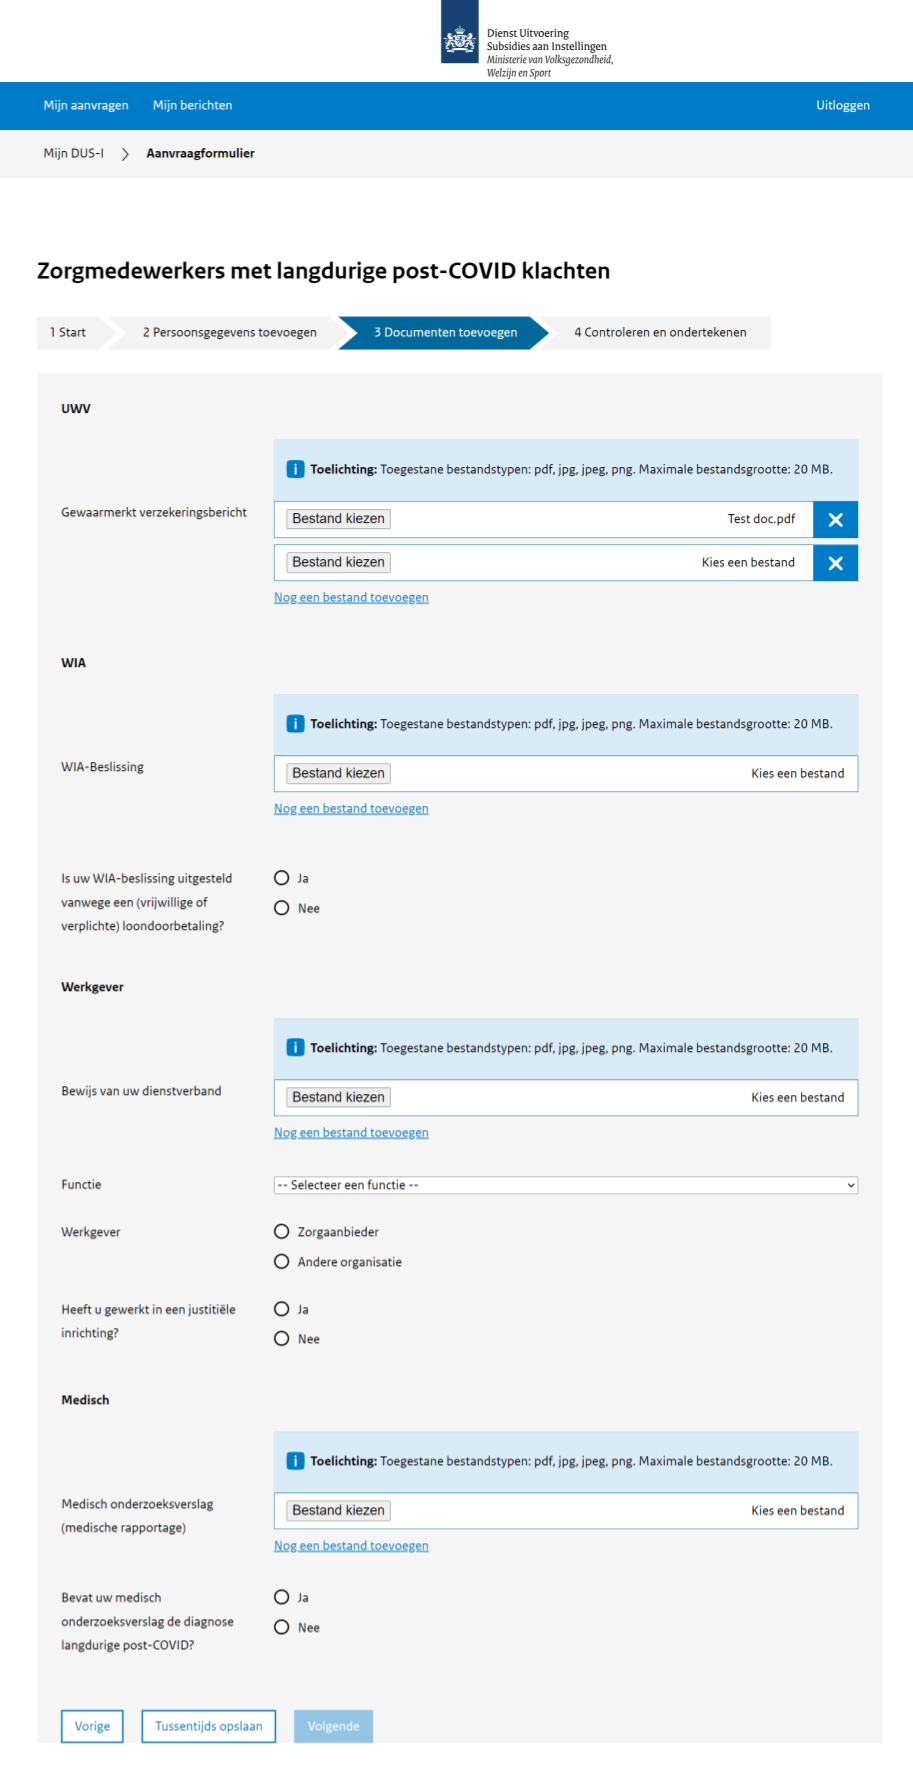 Dienst Uitvoering
Subsidies aan Instellingen
Ministerie van Volksgezondheid,
Welzijn en Sport
Mijn aanvragen Mijn berichten Uitloggen
Mijn DUS-I Aanvraagformulier
Zorgmedewerkers met langdurige post-COVID klachten
1 Start 2 Persoonsgegevens toevoegen 3 Documenten toevoegen 4 Controleren en ondertekenen
UWV
i Toelichting: Toegestane bestandstypen: pdf, jpg, jpeg, png. Maximale bestandsgrootte: 20 MB.
Gewaarmerkt verzekeringsbericht
Bestand kiezen Test doc.pdf
Bestand kiezen Kies een bestand
Nog een bestand toevoegen
WIA
i Toelichting: Toegestane bestandstypen: pdf, jpg, jpeg, png. Maximale bestandsgrootte: 20 MB.
WIA-Beslissing
Bestand kiezen Kies een bestand
Nog een bestand toevoegen
Is uw WIA-beslissing uitgesteld
vanwege een (vrijwillige of
verplichte) loondoorbetaling?
Ja
Nee
Werkgever
i Toelichting: Toegestane bestandstypen: pdf, jpg, jpeg, png. Maximale bestandsgrootte: 20 MB.
Bewijs van uw dienstverband
Bestand kiezen Kies een bestand
Nog een bestand toevoegen
Functie -- Selecteer een functie --
Werkgever
Zorgaanbieder
Andere organisatie
Heeft u gewerkt in een justitiële
inrichting?
Ja
Nee
Medisch
i Toelichting: Toegestane bestandstypen: pdf, jpg, jpeg, png. Maximale bestandsgrootte: 20 MB.
Medisch onderzoeksverslag
(medische rapportage)
Bestand kiezen Kies een bestand
Nog een bestand toevoegen
Bevat uw medisch
onderzoeksverslag de diagnose
langdurige post-COVID?
Ja
Nee
Vorige Tussentijds opslaan Volgende